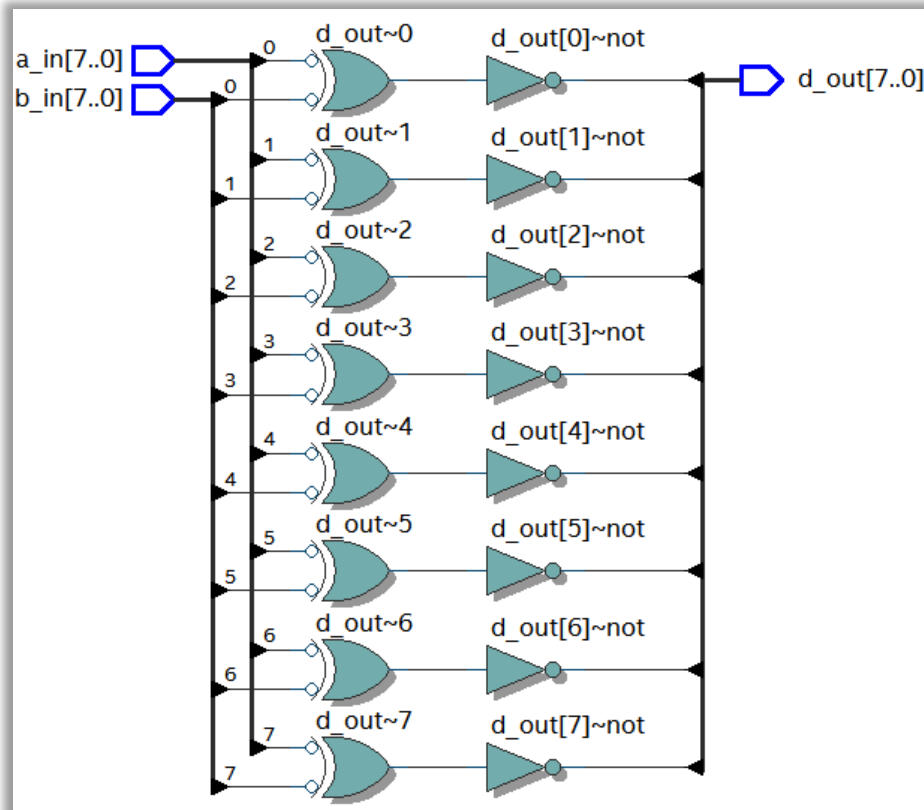 a_in[7..0]
b_in[7..0]
0
0
d_out~0
d_out[0]~not
d_out[7..0]
1
1
d_out~1
d_out[1]~not
2
2
d_out~2
d_out[2]~not
3
3
d_out~3
d_out[3]~not
4
4
d_out~4
d_out[4]~not
5
5
d_out~5
d_out[5]~not
6
6
d_out~6
d_out[6]~not
7
7
d_out~7
d_out[7]~not